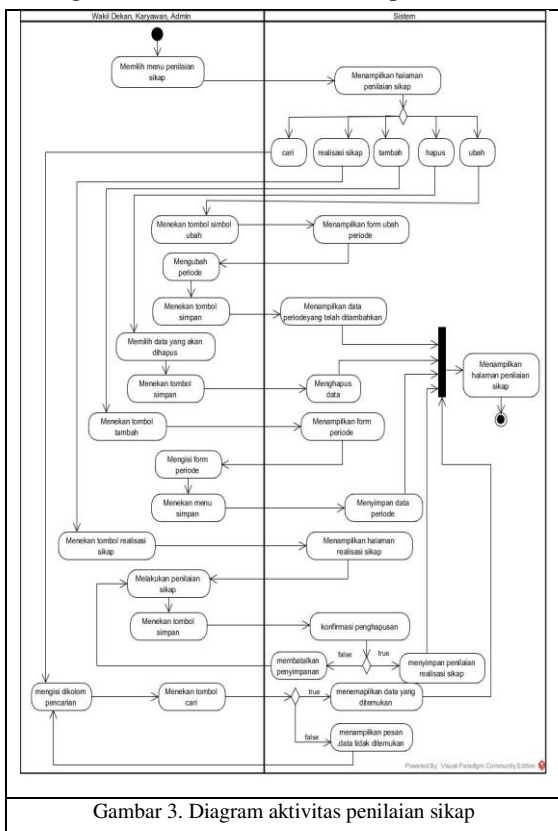 Wakil Dekan, Karyawan, Admin
Sistem
Memilih menu penilaian
sikap
Menampilkan halaman
penilaian sikap
cari
realisasi sikap
tambah
hapus
ubah
Menekan tombol simbol
ubah
Menampilkan form ubah
periode
Mengubah
periode
Menekan tombol
simpan
Menampilkan data
periodeyang telah ditambahkan
Memilih data yang akan
dihapus
Menampilkan
halaman penilaian
sikap
Menekan tombol
simpan
Menghapus
data
Menekan tombol
tambah
Menampilkan form
periode
Mengisi form
periode
Menekan menu
simpan
Menyimpan data
periode
Menekan tombol realisasi
sikap
Menampilkan halaman
realisasi sikap
Melakukan penilaian
sikap
Menekan tombol
simpan
konfirmasi penghapusan
false
true
membatalkan
penyimpanan
menyimpan penilaian
realisasi sikap
mengisi dikolom
pencarian
Menekan tombol
cari
true
menemapilkan data yang
ditemukan
false
menampilkan pesan
,data tidak ditemukan
Powered By Visual Paradigm Community Edition
Gambar 3. Diagram aktivitas penilaian sikap